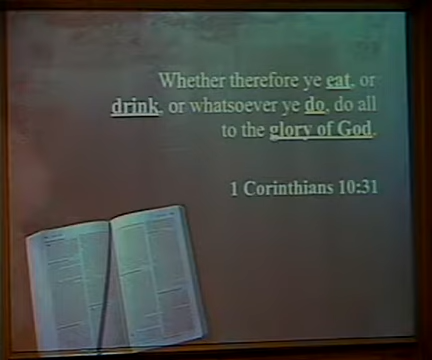 Whether therefore ye eat, or
drink, or whatsoever ye do, do all
to the glory of God.
1 Corinthians 10:31